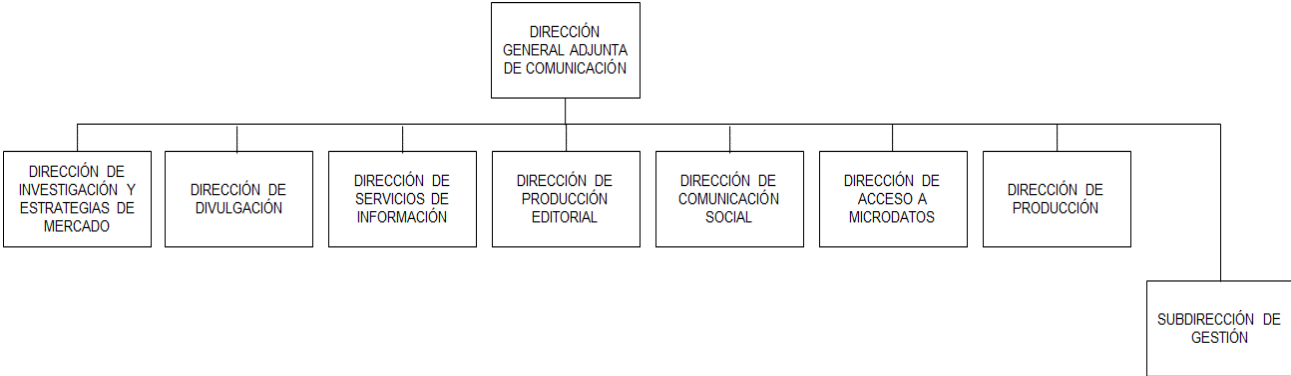 DIRECCIÓN
GENERAL ADJUNTA
DE COMUNICACIÓN
DIRECCIÓN DE
INVESTIGACIÓN Y
ESTRATEGIAS DE
MERCADO
DIRECCIÓN DE
DIVULGACIÓN
DIRECCIÓN DE
SERVICIOS DE
INFORMACIÓN
DIRECCIÓN DE
PRODUCCIÓN
EDITORIAL
DIRECCIÓN DE
COMUNICACIÓN
SOCIAL
DIRECCIÓN DE
ACCESO A
MICRODATOS
DIRECCIÓN DE
PRODUCCIÓN
SUBDIRECCIÓN DE
GESTIÓN